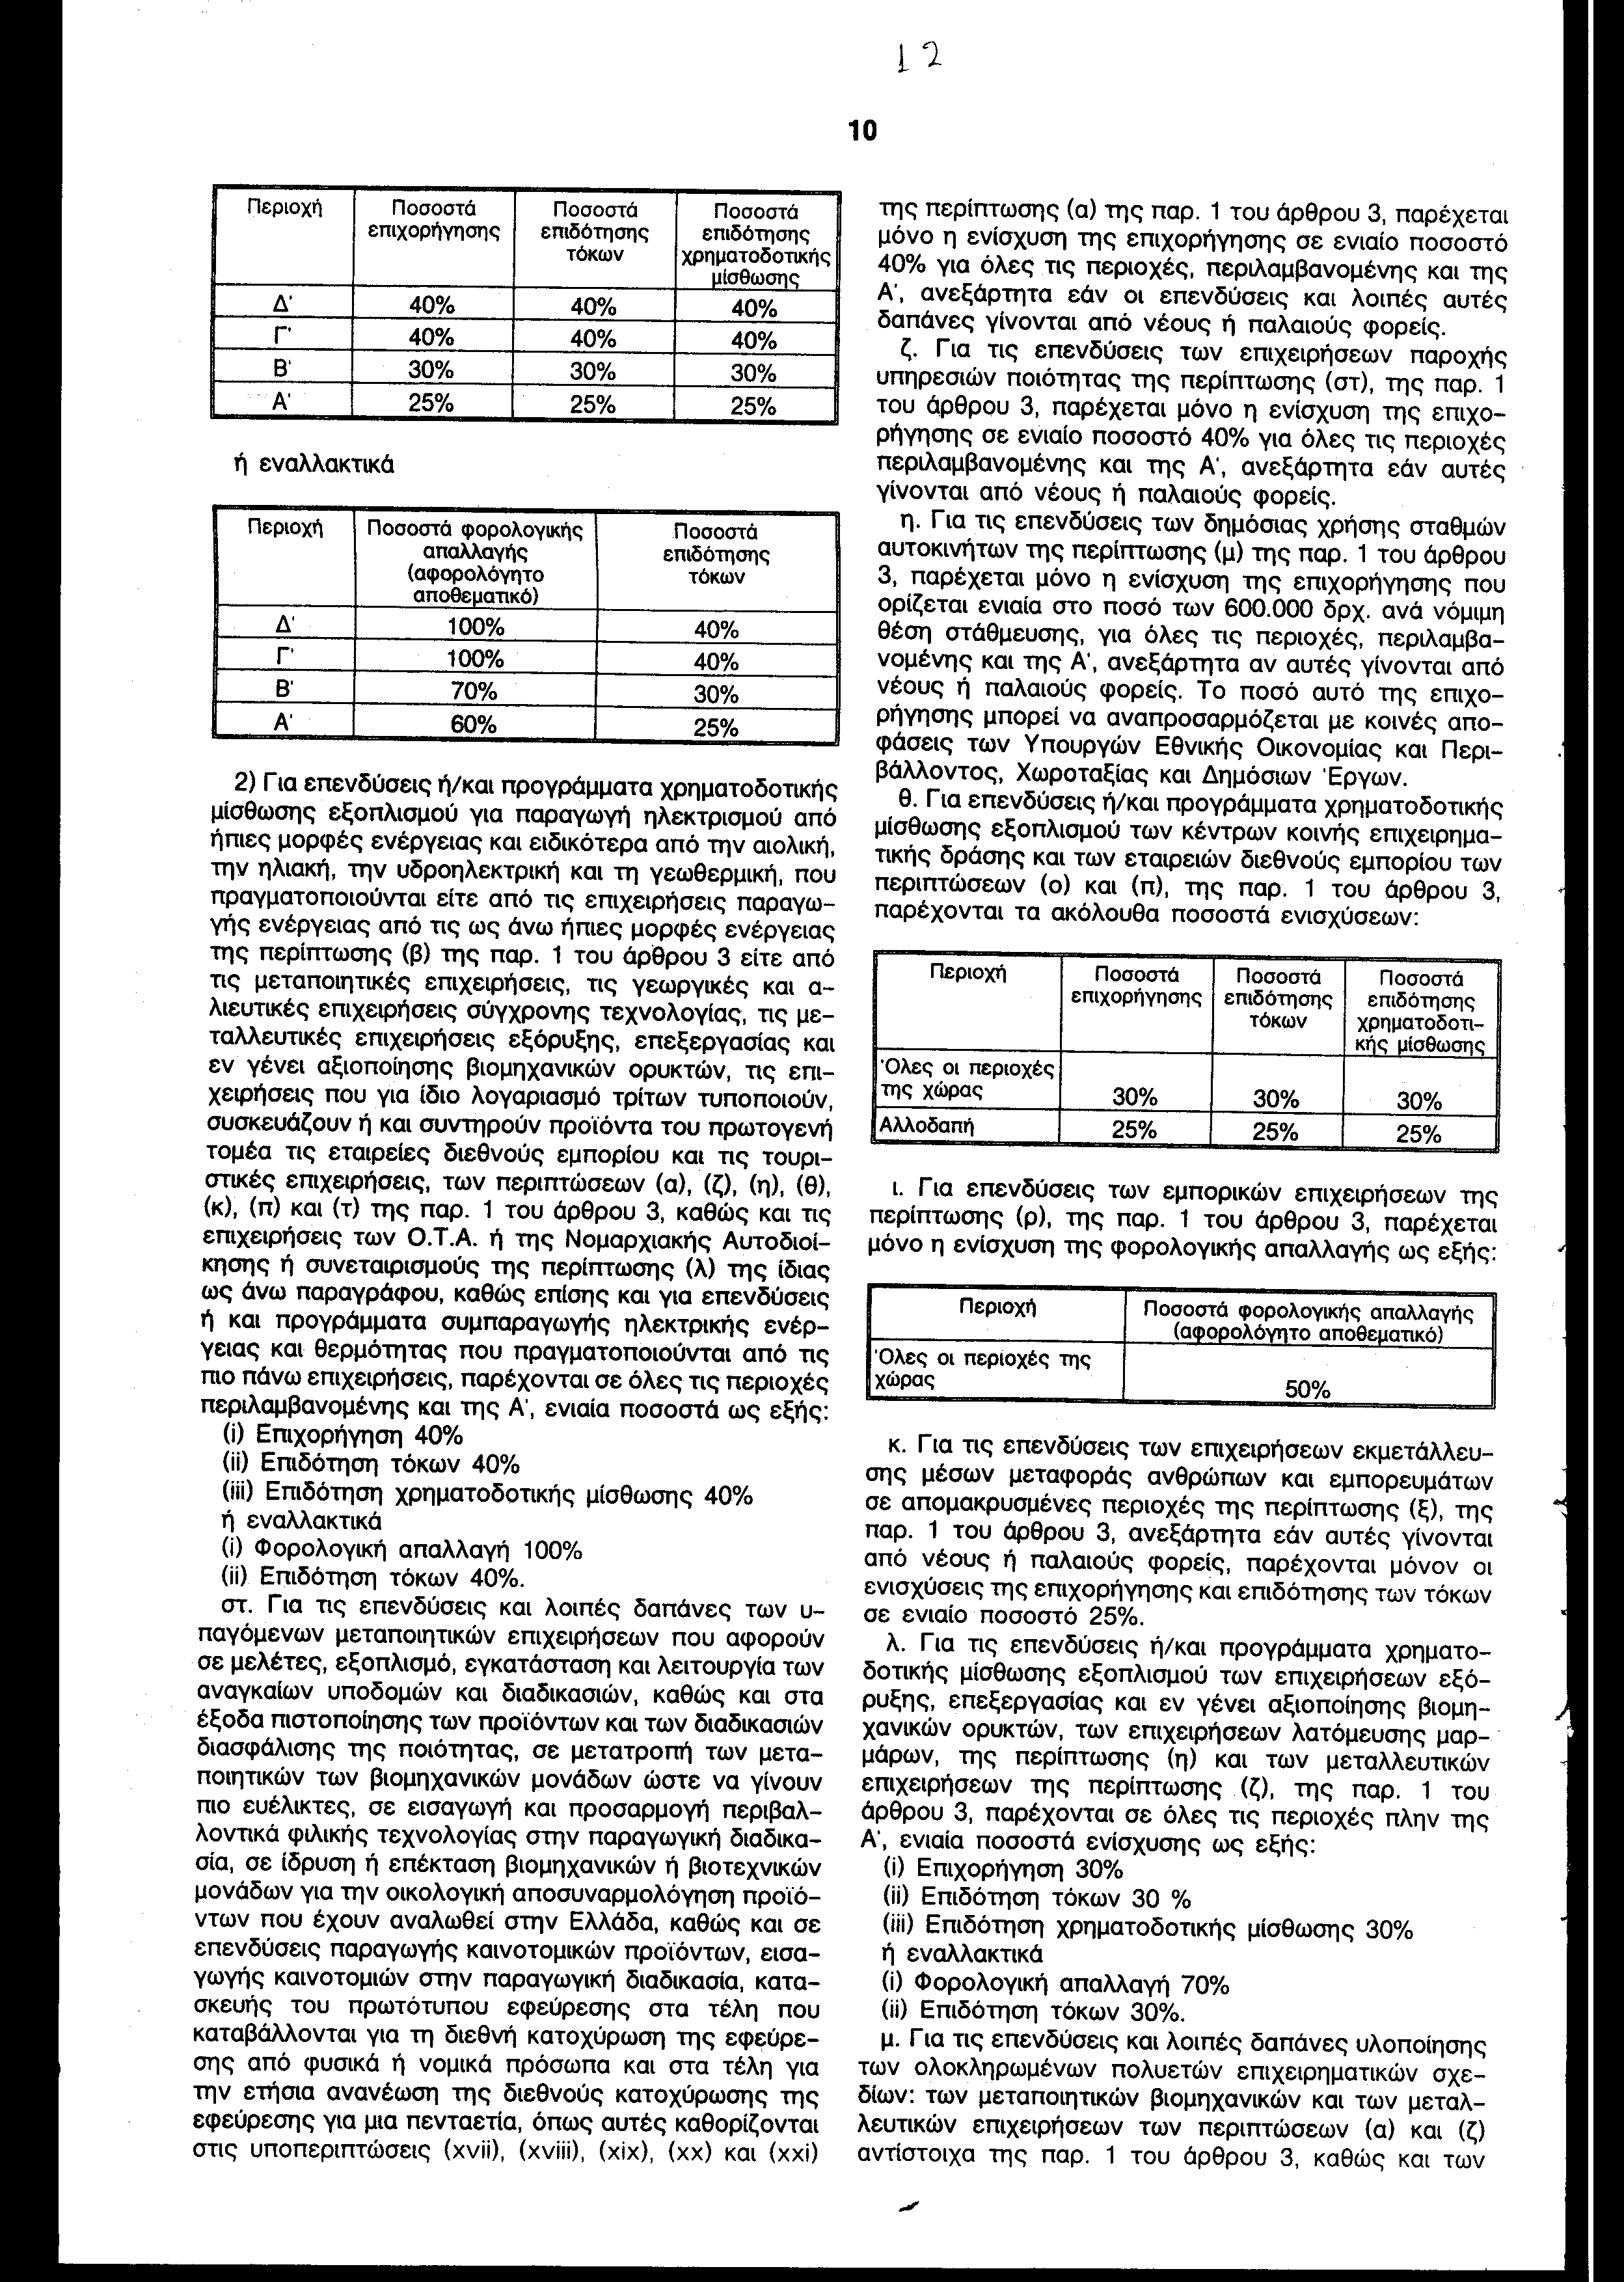 12
10
Περιοχή Ποσοστά επιχορήγησης Ποσοστά επιδότησης τόκων Ποσοστά επιδότησης χρηματοδοτικής μίσθωσης
Δ' 40% 40% 40%
Γ' 40% 40% 40%
Β' 30% 30% 30%
Α' 25% 25% 25%
ή εναλλακτικά
Περιοχή Ποσοστά φορολογικής απαλλαγής (αφορολόγητο αποθεματικό) Ποσοστά επιδότησης τόκων
Δ' 100% 40%
Γ' 100% 40%
Β' 70% 30%
Α' 60% 25%
2) Για επενδύσεις ή/και προγράμματα χρηματοδοτικής
μίσθωσης εξοπλισμού για παραγωγή ηλεκτρισμού από
ήπιες μορφές ενέργειας και ειδικότερα από την αιολική,
την ηλιακή, την υδροηλεκτρική και τη γεωθερμική, που
πραγματοποιούνται είτε από τις επιχειρήσεις παραγω-
γής ενέργειας από τις ως άνω ήπιες μορφές ενέργειας
της περίπτωσης (β) της παρ. 1 του άρθρου 3 είτε από
τις μεταποιητικές επιχειρήσεις, τις γεωργικές και α-
λιευτικές επιχειρήσεις σύγχρονης τεχνολογίας, τις με-
ταλλευτικές επιχειρήσεις εξόρυξης, επεξεργασίας και
εν γένει αξιοποίησης βιομηχανικών ορυκτών, τις επι-
χειρήσεις που για ίδιο λογαριασμό τρίτων τυποποιούν,
συσκευάζουν ή και συντηρούν προϊόντα του πρωτογενή
τομέα τις εταιρείες διεθνούς εμπορίου και τις τουρι-
στικές επιχειρήσεις, των περιπτώσεων (α), (ζ), (η), (θ),
(κ), (π) και (τ) της παρ. 1 του άρθρου 3, καθώς και τις
επιχειρήσεις των Ο.Τ.Α. ή της Νομαρχιακής Αυτοδιοί-
κησης ή συνεταιρισμούς της περίπτωσης (λ) της ίδιας
ως άνω παραγράφου, καθώς επίσης και για επενδύσεις
ή και προγράμματα συμπαραγωγής ηλεκτρικής ενέρ-
γειας και θερμότητας που πραγματοποιούνται από τις
πιο πάνω επιχειρήσεις, παρέχονται σε όλες τις περιοχές
περιλαμβανομένης και της Α', ενιαία ποσοστά ως εξής:
(i) Επιχορήγηση 40%
(ii) Επιδότηση τόκων 40%
(iii) Επιδότηση χρηματοδοτικής μίσθωσης 40%
ή εναλλακτικά
(i) Φορολογική απαλλαγή 100%
(ii) Επιδότηση τόκων 40%.
στ. Για τις επενδύσεις και λοιπές δαπάνες των υ-
παγόμενων μεταποιητικών επιχειρήσεων που αφορούν
σε μελέτες, εξοπλισμό, εγκατάσταση και λειτουργία των
αναγκαίων υποδομών και διαδικασιών, καθώς και στα
έξοδα πιστοποίησης των προϊόντων και των διαδικασιών
διασφάλισης της ποιότητας, σε μετατροπή των μετα-
ποιητικών των βιομηχανικών μονάδων ώστε να γίνουν
πιο ευέλικτες, σε εισαγωγή και προσαρμογή περιβαλ-
λοντικά φιλικής τεχνολογίας στην παραγωγική διαδικα-
σία, σε ίδρυση ή επέκταση βιομηχανικών ή βιοτεχνικών
μονάδων για την οικολογική αποσυναρμολόγηση προϊό-
ντων που έχουν αναλωθεί στην Ελλάδα, καθώς και σε
επενδύσεις παραγωγής καινοτομικών προϊόντων, εισα-
γωγής καινοτομιών στην παραγωγική διαδικασία, κατα-
σκευής του πρωτότυπου εφεύρεσης στα τέλη που
καταβάλλονται για τη διεθνή κατοχύρωση της εφεύρε-
σης από φυσικά ή νομικά πρόσωπα και στα τέλη για
την ετήσια ανανέωση της διεθνούς κατοχύρωσης της
εφεύρεσης για μια πενταετία, όπως αυτές καθορίζονται
στις υποπεριπτώσεις (xvii), (xviii), (xix), (xx) και (xxi)
της περίπτωσης (α) της παρ. 1 του άρθρου 3, παρέχεται
μόνο η ενίσχυση της επιχορήγησης σε ενιαίο ποσοστό
40% για όλες τις περιοχές, περιλαμβανομένης και της
Α', ανεξάρτητα εάν οι επενδύσεις και λοιπές αυτές
δαπάνες γίνονται από νέους ή παλαιούς φορείς.
ζ. Για τις επενδύσεις των επιχειρήσεων παροχής
υπηρεσιών ποιότητας της περίπτωσης (στ), της παρ. 1
του άρθρου 3, παρέχεται μόνο η ενίσχυση της επιχο-
ρήγησης σε ενιαίο ποσοστό 40% για όλες τις περιοχές
περιλαμβανομένης και της Α', ανεξάρτητα εάν αυτές
γίνονται από νέους ή παλαιούς φορείς.
η. Για τις επενδύσεις των δημόσιας χρήσης σταθμών
αυτοκινήτων της περίπτωσης (μ) της παρ. 1 του άρθρου
3, παρέχεται μόνο η ενίσχυση της επιχορήγησης που
ορίζεται ενιαία στο ποσό των 600.000 δρχ. ανά νόμιμη
θέση στάθμευσης, για όλες τις περιοχές, περιλαμβα-
νομένης και της Α', ανεξάρτητα αν αυτές γίνονται από
νέους ή παλαιούς φορείς. Το ποσό αυτό της επιχο-
ρήγησης μπορεί να αναπροσαρμόζεται με κοινές απο-
φάσεις των Υπουργών Εθνικής Οικονομίας και Περι-
βάλλοντος, Χωροταξίας και Δημόσιων Έργων.
θ. Για επενδύσεις ή/και προγράμματα χρηματοδοτικής
μίσθωσης εξοπλισμού των κέντρων κοινής επιχειρημα-
τικής δράσης και των εταιρειών διεθνούς εμπορίου των
περιπτώσεων (ο) και (π), της παρ. 1 του άρθρου 3,
παρέχονται τα ακόλουθα ποσοστά ενισχύσεων:
Περιοχή Ποσοστά επιχορήγησης Ποσοστά επιδότησης τόκων Ποσοστά επιδότησης χρηματοδοτι-κής μίσθωσης
Όλες οι περιοχές της χώρας 30% 30% 30%
Αλλοδαπή 25% 25% 25%
ι. Για επενδύσεις των εμπορικών επιχειρήσεων της
περίπτωσης (ρ), της παρ. 1 του άρθρου 3, παρέχεται
μόνο η ενίσχυση της φορολογικής απαλλαγής ως εξής:
Περιοχή Ποσοστά φορολογικής απαλλαγής (αφορολόγητο αποθεματικό)
Όλες οι περιοχές της χώρας 50%
κ. Για τις επενδύσεις των επιχειρήσεων εκμετάλλευ-
σης μέσων μεταφοράς ανθρώπων και εμπορευμάτων
σε απομακρυσμένες περιοχές της περίπτωσης (ξ), της
παρ. 1 του άρθρου 3, ανεξάρτητα εάν αυτές γίνονται
από νέους ή παλαιούς φορείς, παρέχονται μόνον οι
ενισχύσεις της επιχορήγησης και επιδότησης των τόκων
σε ενιαίο ποσοστό 25%.
λ. Για τις επενδύσεις ή/και προγράμματα χρηματο-
δοτικής μίσθωσης εξοπλισμού των επιχειρήσεων εξό-
ρυξης, επεξεργασίας και εν γένει αξιοποίησης βιομη-
χανικών ορυκτών, των επιχειρήσεων λατόμευσης μαρ-
μάρων, της περίπτωσης (η) και των μεταλλευτικών
επιχειρήσεων της περίπτωσης (ζ), της παρ. 1 του
άρθρου 3, παρέχονται σε όλες τις περιοχές πλην της
Α', ενιαία ποσοστά ενίσχυσης ως εξής:
(i) Επιχορήγηση 30%
(ii) Επιδότηση τόκων 30 %
(iii) Επιδότηση χρηματοδοτικής μίσθωσης 30%
ή εναλλακτικά
(i) Φορολογική απαλλαγή 70%
(ii) Επιδότηση τόκων 30%.
μ. Για τις επενδύσεις και λοιπές δαπάνες υλοποίησης
των ολοκληρωμένων πολυετών επιχειρηματικών σχε-
δίων: των μεταποιητικών βιομηχανικών και των μεταλ-
λευτικών επιχειρήσεων των περιπτώσεων (α) και (ζ)
αντίστοιχα της παρ. 1 του άρθρου 3, καθώς και των